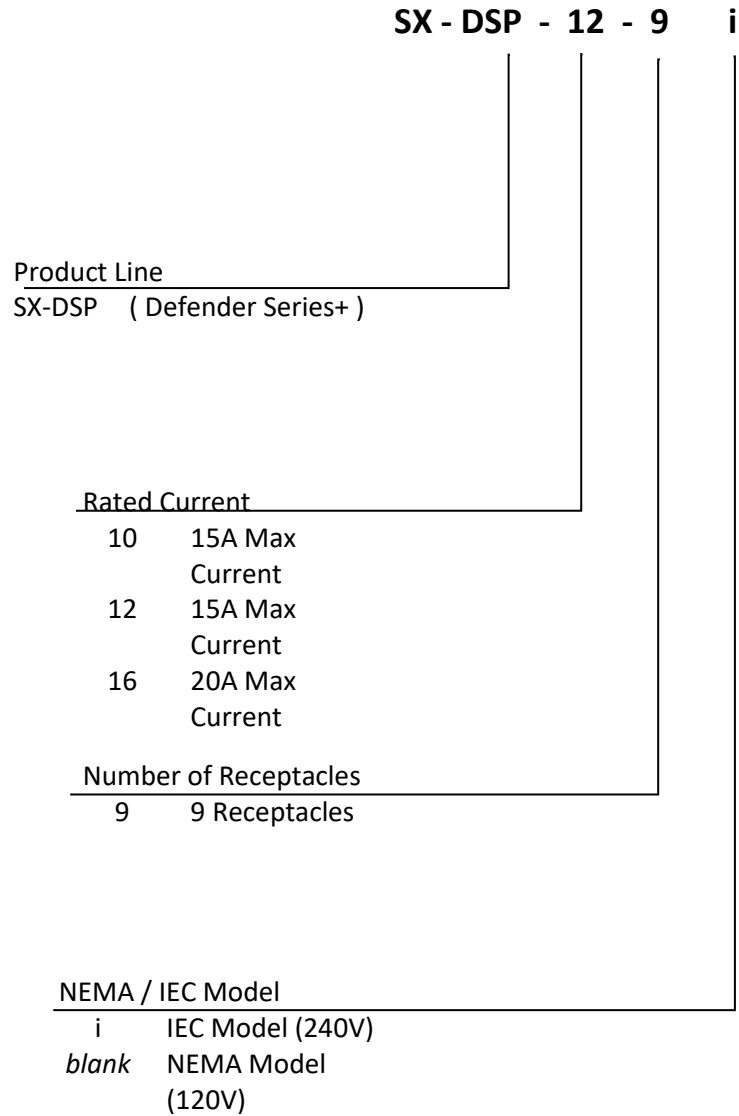 SX - DSP - 12 - 9 i
Product Line
SX-DSP ( Defender Series+ )
Rated Current
10 15A Max
Current
12 15A Max
Current
16 20A Max
Current
Number of Receptacles
9 9 Receptacles
NEMA / IEC Model
i IEC Model (240V)
blank NEMA Model
(120V)